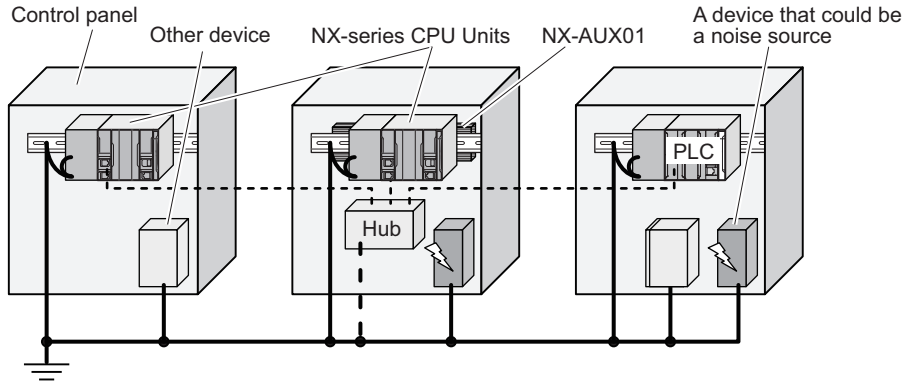 Control panel
Other device
NX-series CPU Units
NX-AUX01
A device that could be
a noise source
PLC
Hub